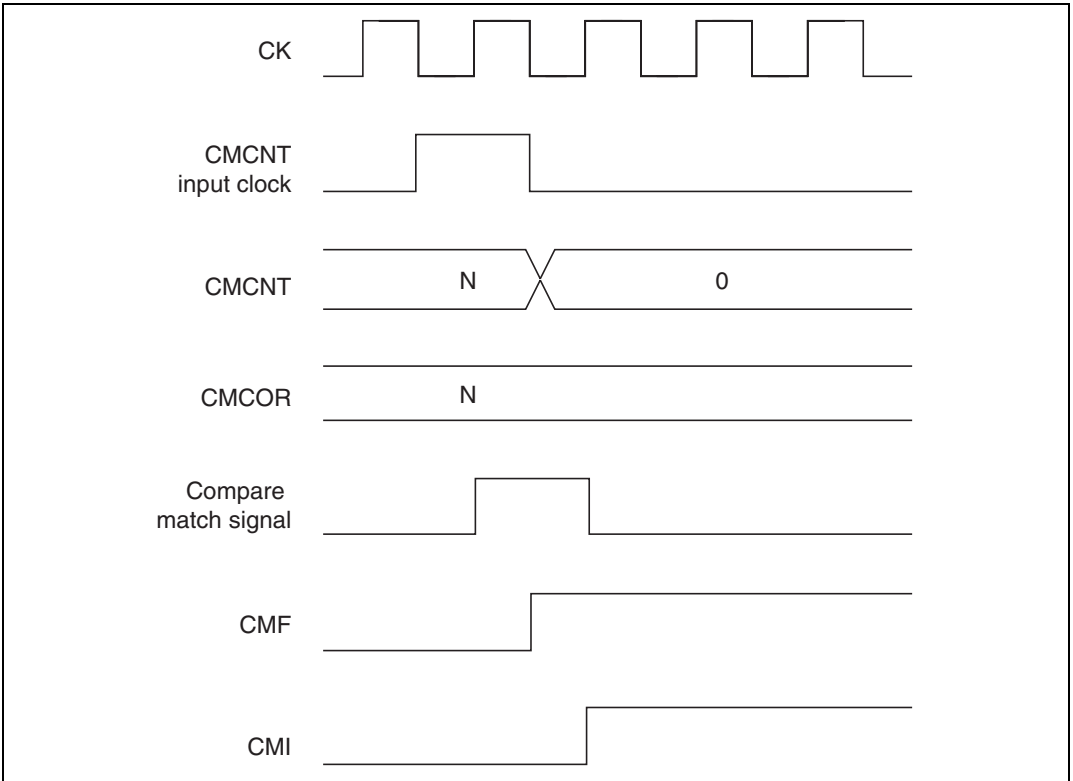 CK
CMCNT
input clock
CMCNT
N
0
CMCOR
N
Compare
match signal
CMF
CMI